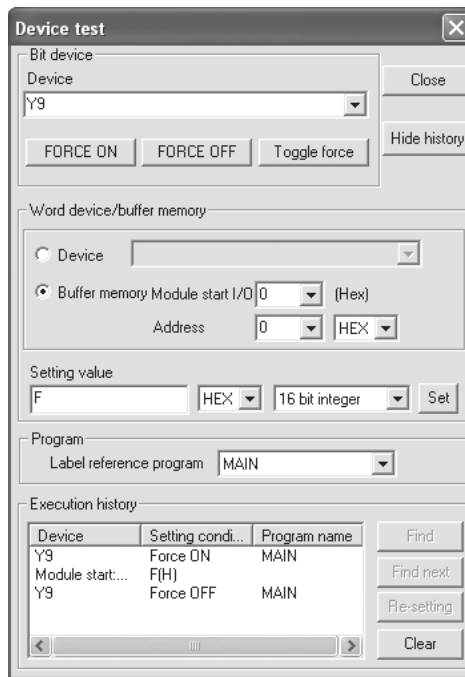 Device test
Bit device
Device
Y9
Close
FORCE ON FORCE OFF Toggle force
Hide history
Word device/buffer memory
Device
Buffer memory Module start I/O 0 (Hex)
Address 0 HEX
Setting value
F HEX 16 bit integer Set
Program
Label reference program MAIN
Execution history
Device Setting condi... Program name
Y9 Force ON MAIN
Module start:... F(H)
Y9 Force OFF MAIN
Find
Find next
Re-setting
Clear